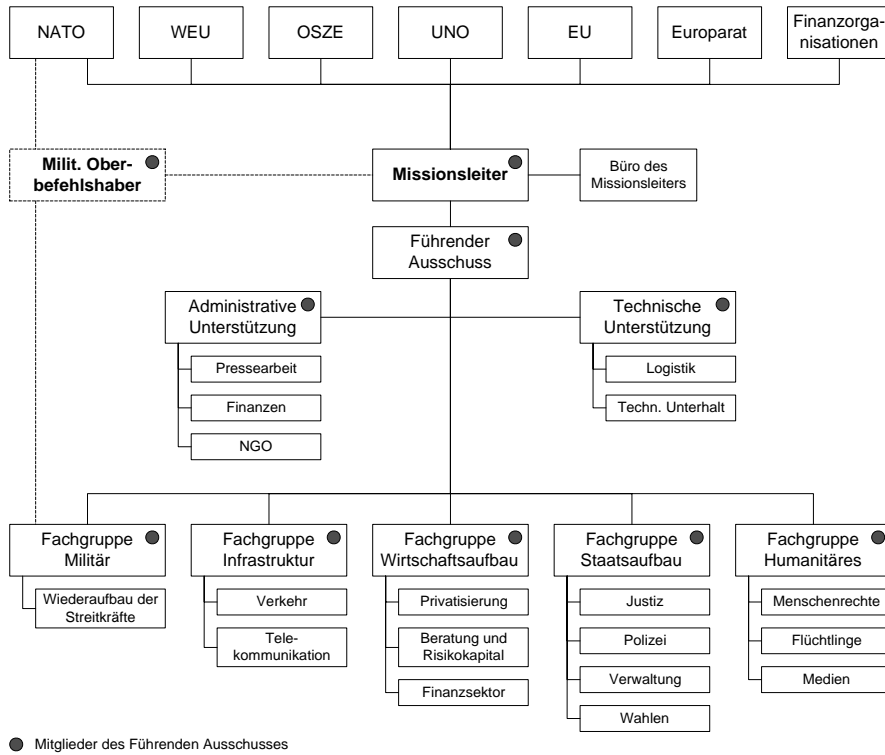 NATO
WEU
OSZE
UNO
EU
Europarat
Finanzorga-
nisationen
Milit. Ober-
befehlshaber
Missionsleiter
Büro des
Missionsleiters
Führender
Ausschuss
Administrative
Unterstützung
Pressearbeit
Finanzen
NGO
Technische
Unterstützung
Logistik
Techn. Unterhalt
Fachgruppe
Militär
Wiederaufbau der
Streitkräfte
Fachgruppe
Infrastruktur
Verkehr
Tele-
kommunikation
Fachgruppe
Wirtschaftsaufbau
Privatisierung
Beratung und
Risikokapital
Finanzsektor
Fachgruppe
Staatsaufbau
Justiz
Polizei
Verwaltung
Wahlen
Fachgruppe
Humanitäres
Menschenrechte
Flüchtlinge
Medien
Mitglieder des Führenden Ausschusses